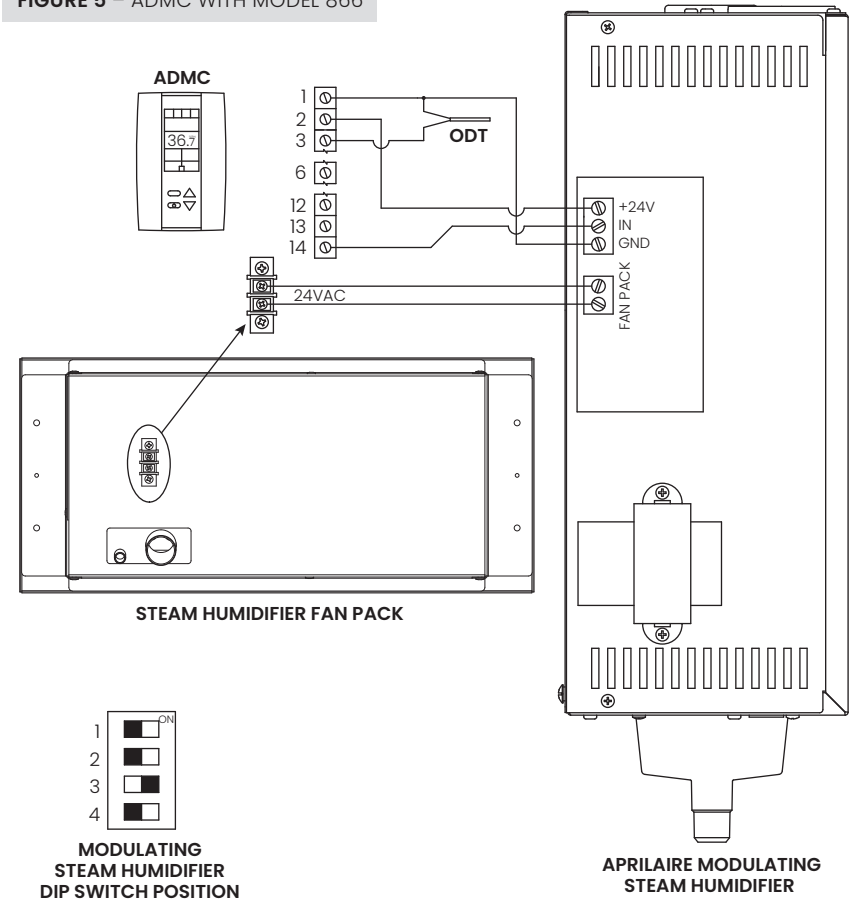 FIGURE 5 – ADMC WITH MODEL 866
ADMC
36.7
1
2
3
6
12
13
14
ODT
+24V
IN
GND
FAN PACK
24VAC
STEAM HUMIDIFIER FAN PACK
ON
1
2
3
4
MODULATING
STEAM HUMIDIFIER
DIP SWITCH POSITION
APRILAIRE MODULATING
STEAM HUMIDIFIER